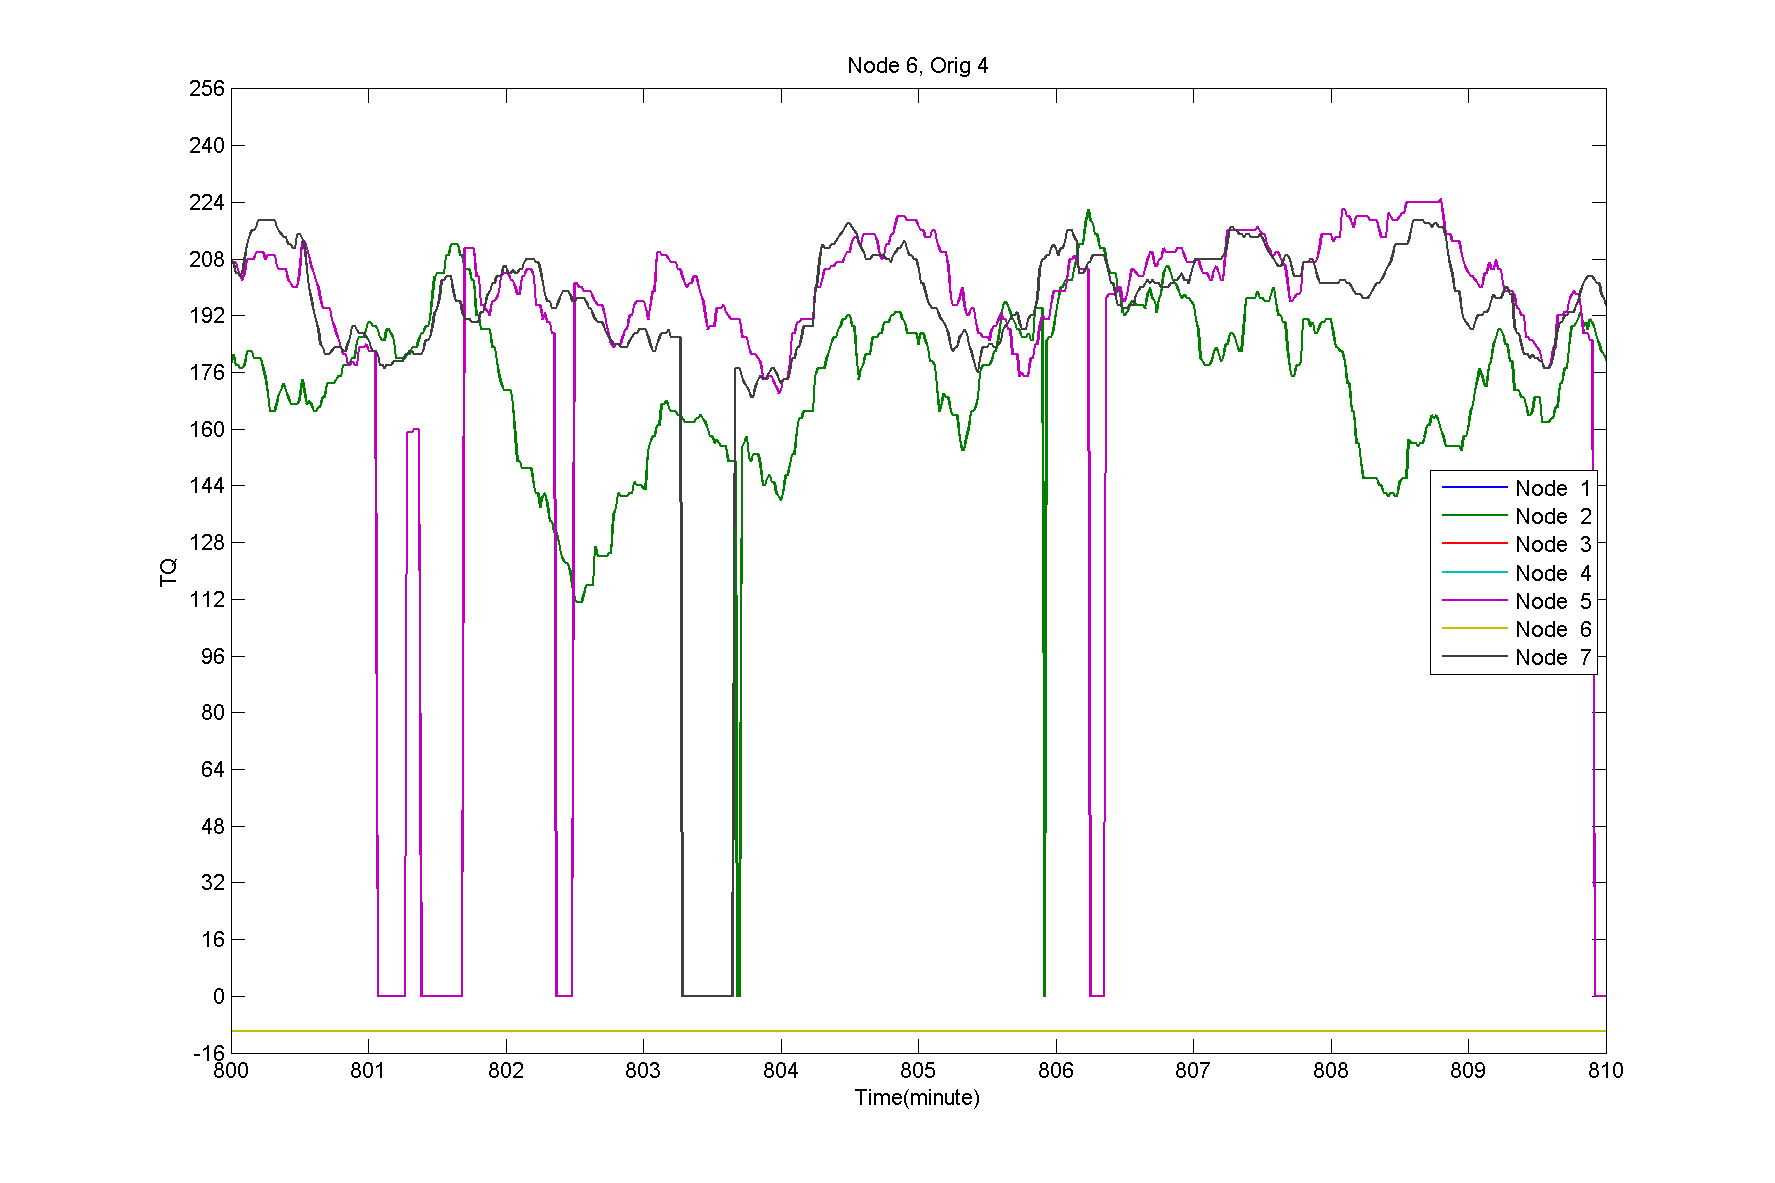 Node 6, Orig 4
256
240
224
208
192
176
160
144
128
112
96
80
64
48
32
16
0
-16
TQ
Node 1
Node 2
Node 3
Node 4
Node 5
Node 6
Node 7
800 801 802 803 804 805 806 807 808 809 810
Time(minute)